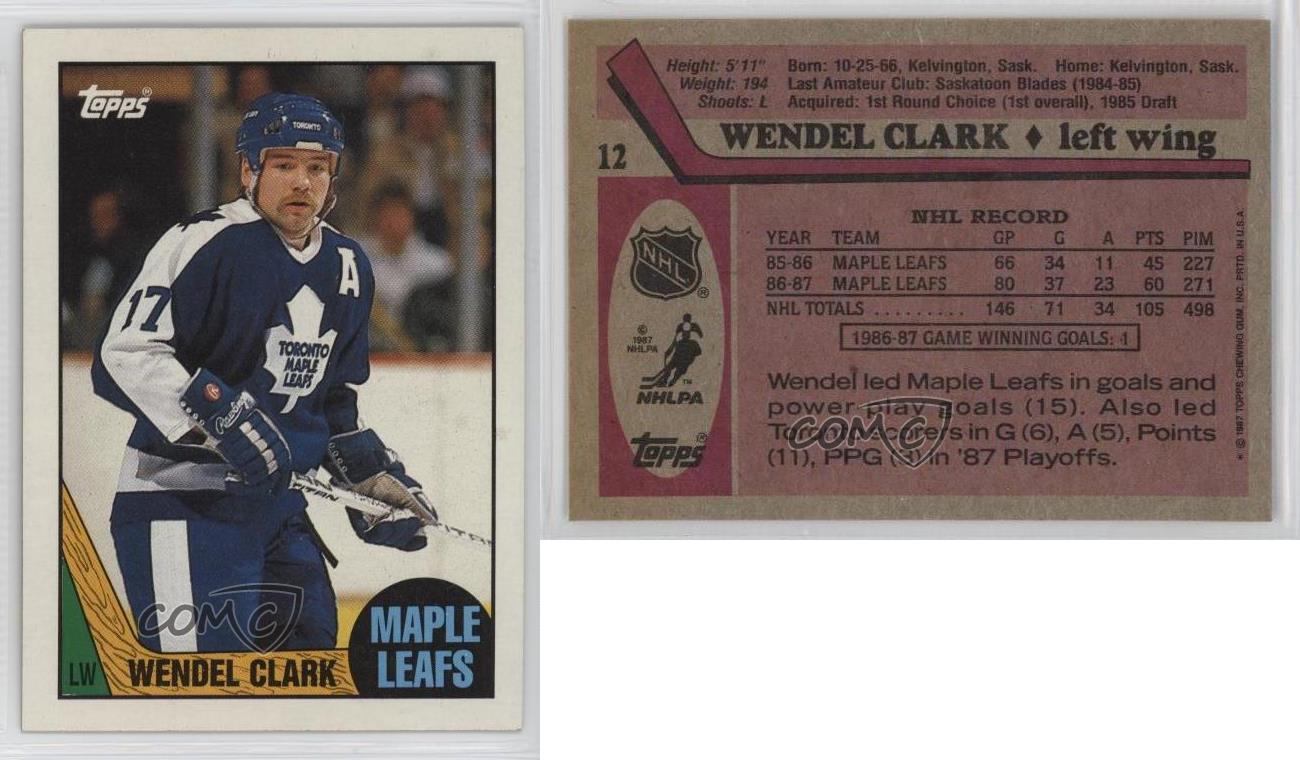 Topps®
TORONTO
17
A
TORONTO
MAPLE
LEAFS
TITAN
COMC
MAPLE
LEAFS
LW
WENDEL CLARK
Height: 5'11" Born: 10-25-66, Kelvington, Sask. Home: Kelvington, Sask.
Weight: 194 Last Amateur Club: Saskatoon Blades (1984-85)
Shoots: L Acquired: 1st Round Choice (1st overall), 1985 Draft
12
WENDEL CLARK ♦ left wing
NHL RECORD
YEAR TEAM GP G A PTS PIM
85-86 MAPLE LEAFS 66 34 11 45 227
86-87 MAPLE LEAFS 80 37 23 60 271
NHL TOTALS ......... 146 71 34 105 498
1986-87 GAME WINNING GOALS: 1
Wendel led Maple Leafs in goals and
power-play goals (15). Also led
scorers in G (6), A (5), Points
(11), PPG in '87 Playoffs.
COMC
NHL®
©
1987
NHLPA
™
NHLPA
Topps®
* © 1987 TOPPS CHEWING GUM, INC. PRTD. IN U.S.A.